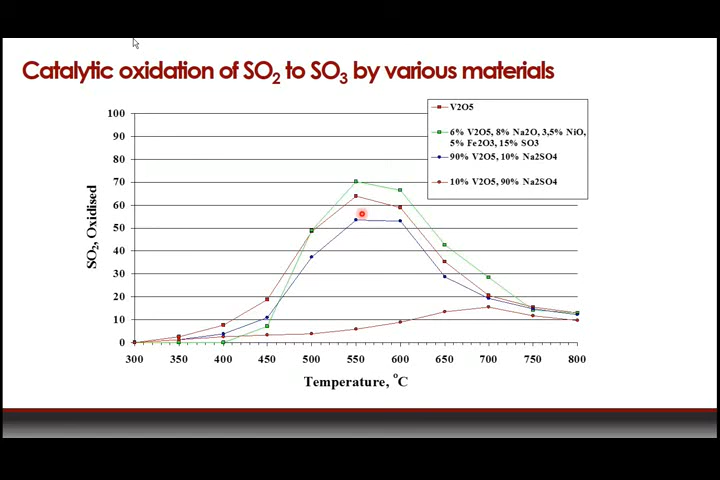 Catalytic oxidation of SO2 to SO3 by various materials
100
90
80
70
60
50
40
30
20
10
0
SO2, Oxidised
V2O5
6% V2O5, 8% Na2O, 3,5% NiO,
5% Fe2O3, 15% SO3
90% V2O5, 10% Na2SO4
10% V2O5, 90% Na2SO4
300 350 400 450 500 550 600 650 700 750 800
Temperature, °C